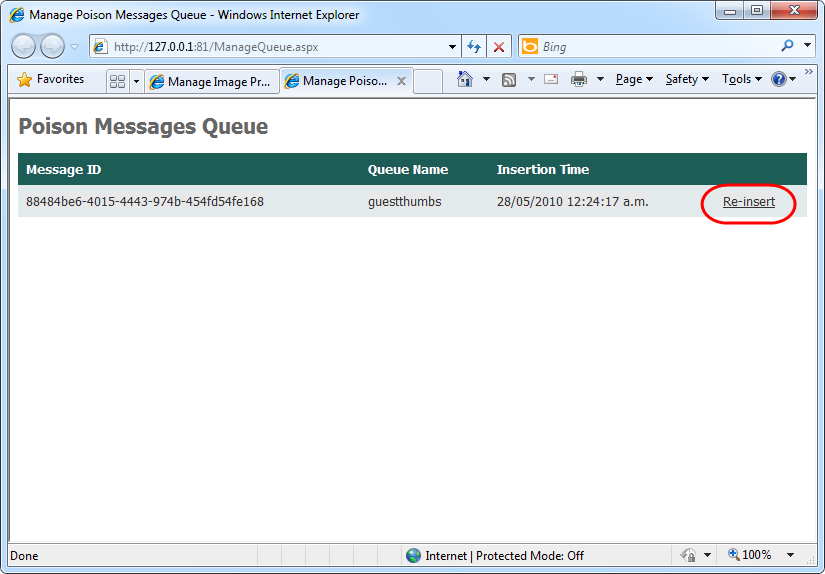 Manage Poison Messages Queue - Windows Internet Explorer
http://127.0.0.1:81/ManageQueue.aspx
Bing
Favorites
Manage Image Pr...
Manage Poiso...
Page
Safety
Tools
Poison Messages Queue
Message ID Queue Name Insertion Time
88484be6-4015-4443-974b-454fd54fe168 guestthumbs 28/05/2010 12:24:17 a.m. Re-insert
Done Internet | Protected Mode: Off 100%